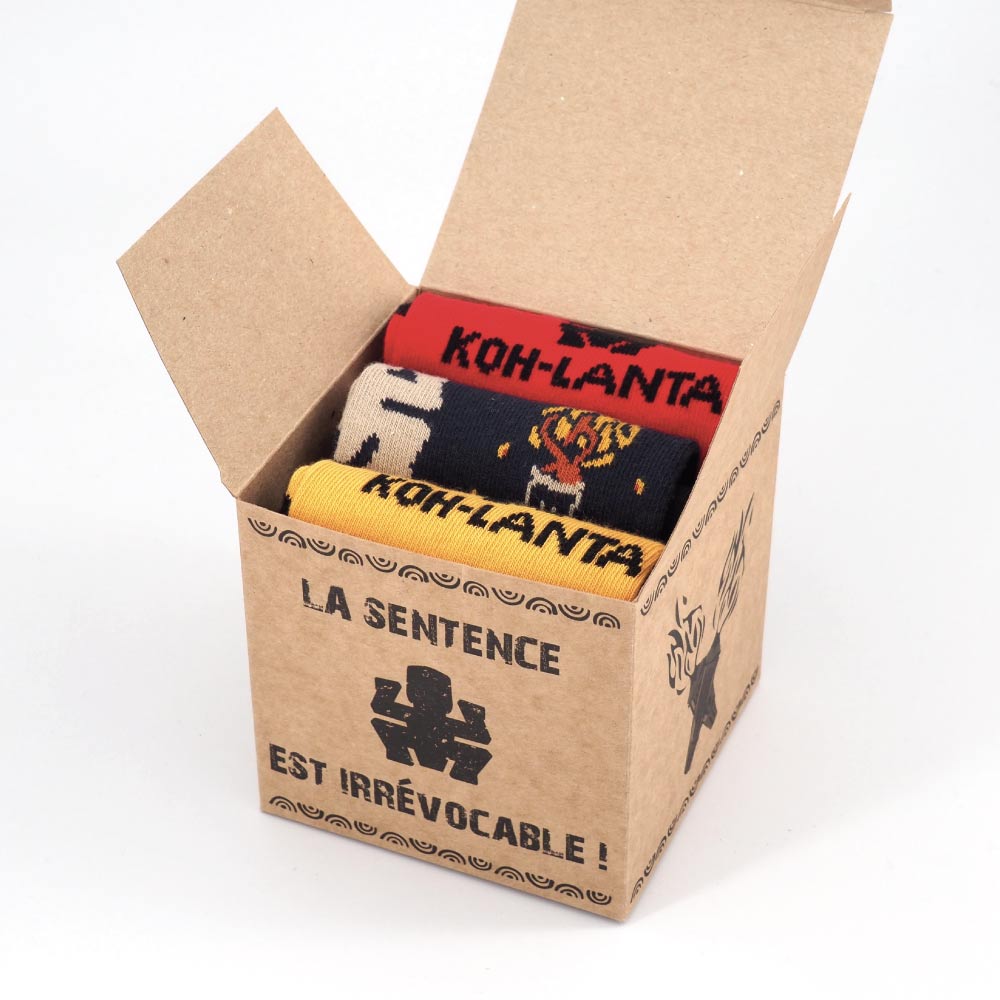 KOH-LANTA
KOH-LANTA
LA SENTENCE
EST IRRÉVOCABLE !